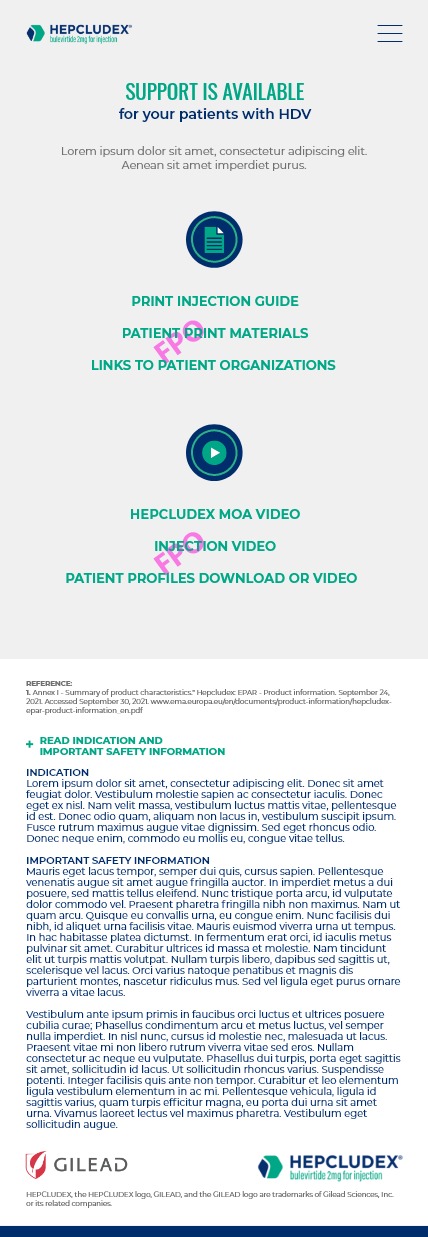 HEPCLUDEX®
bulevirtide 2mg for injection
SUPPORT IS AVAILABLE
for your patients with HDV
Lorem ipsum dolor sit amet, consectetur adipiscing elit.
Aenean sit amet imperdiet purus.
PRINT INJECTION GUIDE
PATIENT PRINT MATERIALS
FPO
LINKS TO PATIENT ORGANIZATIONS
HEPCLUDEX MOA VIDEO
INJECTION VIDEO
FPO
PATIENT PROFILES DOWNLOAD OR VIDEO
REFERENCE:
1. Annex I - Summary of product characteristics." Hepcludex: EPAR - Product information. September 24,
2021. Accessed September 30, 2021. www.ema.europa.eu/en/documents/product-information/hepcludex-
epar-product-information_en.pdf
+ READ INDICATION AND
IMPORTANT SAFETY INFORMATION
INDICATION
Lorem ipsum dolor sit amet, consectetur adipiscing elit. Donec sit amet
feugiat dolor. Vestibulum molestie sapien ac consectetur iaculis. Donec
eget ex nisl. Nam velit massa, vestibulum luctus mattis vitae, pellentesque
id est. Donec odio quam, aliquam non lacus in, vestibulum suscipit ipsum.
Fusce rutrum maximus augue vitae dignissim. Sed eget rhoncus odio.
Donec neque enim, commodo eu mollis eu, congue vitae tellus.
IMPORTANT SAFETY INFORMATION
Mauris eget lacus tempor, semper dui quis, cursus sapien. Pellentesque
venenatis augue sit amet augue fringilla auctor. In imperdiet metus a dui
posuere, sed mattis tellus eleifend. Nunc tristique porta arcu, id vulputate
dolor commodo vel. Praesent pharetra fringilla nibh non maximus. Nam ut
quam arcu. Quisque eu convallis urna, eu congue enim. Nunc facilisis dui
nibh, id aliquet urna facilisis vitae. Mauris euismod viverra urna ut tempus.
In hac habitasse platea dictumst. In fermentum erat orci, id iaculis metus
pulvinar sit amet. Curabitur ultrices id massa et molestie. Nam tincidunt
elit ut turpis mattis volutpat. Nullam turpis libero, dapibus sed sagittis ut,
scelerisque vel lacus. Orci varius natoque penatibus et magnis dis
parturient montes, nascetur ridiculus mus. Sed vel ligula eget purus ornare
viverra a vitae lacus.
Vestibulum ante ipsum primis in faucibus orci luctus et ultrices posuere
cubilia curae; Phasellus condimentum arcu et metus luctus, vel semper
nulla imperdiet. In nisl nunc, cursus id molestie nec, malesuada ut lacus.
Praesent vitae mi non libero rutrum viverra vitae sed eros. Nullam
consectetur ac neque eu vulputate. Phasellus dui turpis, porta eget sagittis
sit amet, sollicitudin id lacus. Ut sollicitudin rhoncus varius. Suspendisse
potenti. Integer facilisis quis ante non tempor. Curabitur et leo elementum
ligula vestibulum elementum in ac mi. Pellentesque vehicula, ligula id
sagittis varius, quam turpis efficitur magna, eu porta dui urna sit amet
urna. Vivamus laoreet lectus vel maximus pharetra. Vestibulum eget
sollicitudin augue.
GILEAD
HEPCLUDEX®
bulevirtide 2mg for injection
HEPCLUDEX, the HEPCLUDEX logo, GILEAD, and the GILEAD logo are trademarks of Gilead Sciences, Inc.
or its related companies.